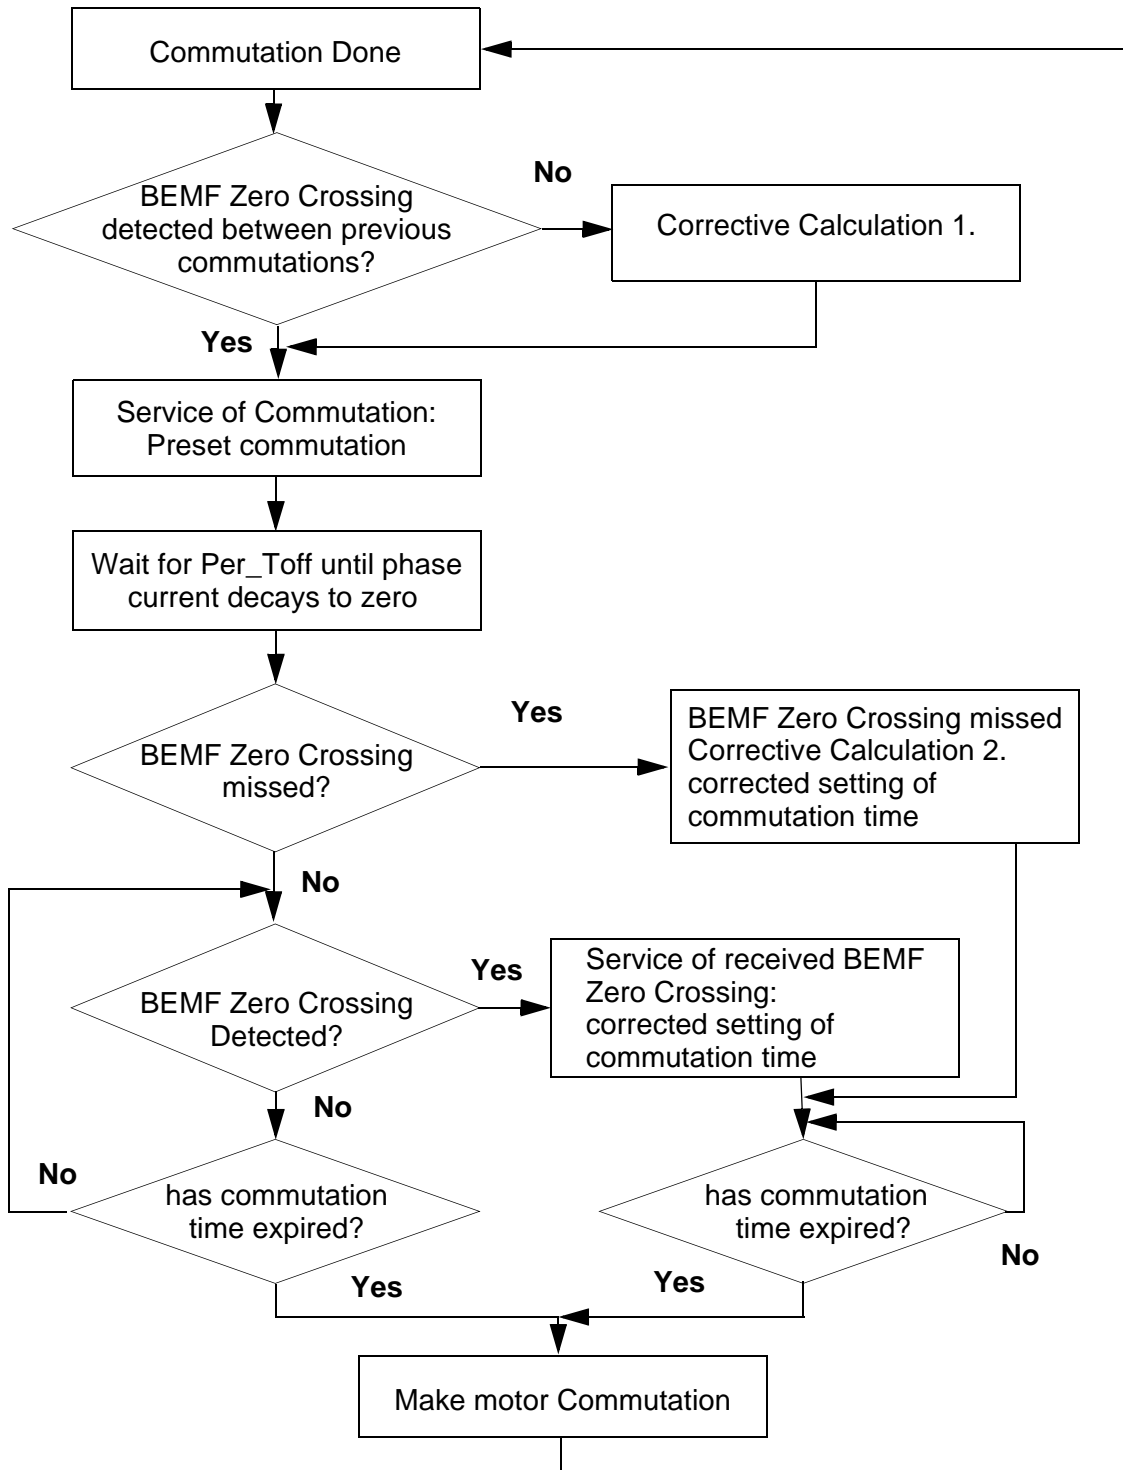 Commutation Done
No
BEMF Zero Crossing
detected between previous
commutations?
Corrective Calculation 1.
Yes
Service of Commutation:
Preset commutation
Wait for Per_Toff until phase
current decays to zero
Yes
BEMF Zero Crossing
missed?
BEMF Zero Crossing missed
Corrective Calculation 2.
corrected setting of
commutation time
No
BEMF Zero Crossing
Detected?
Yes
Service of received BEMF
Zero Crossing:
corrected setting of
commutation time
No
No
has commutation
time expired?
has commutation
time expired?
No
Yes
Yes
Make motor Commutation